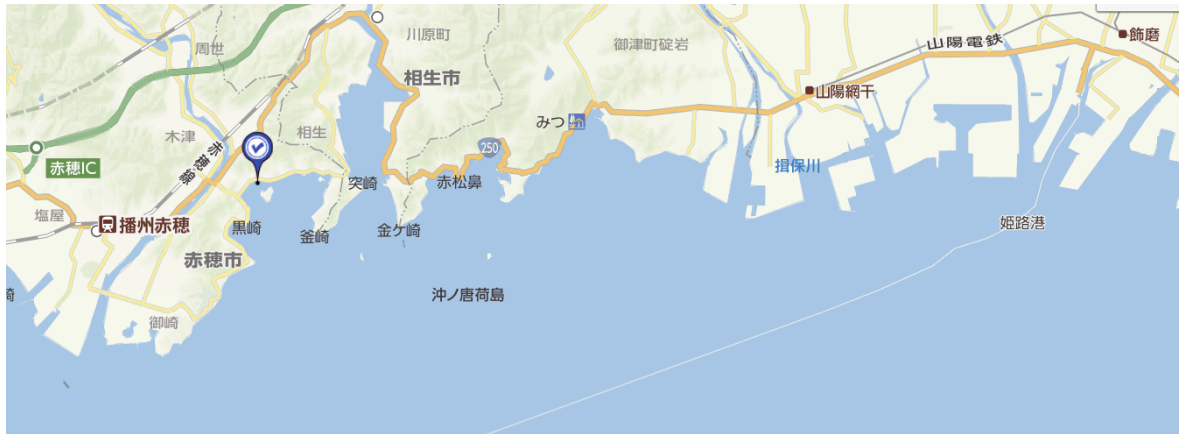 周世
川原町
御津町碇岩
山陽電鉄
飾磨
相生市
山陽網干
木津
相生
みつ
赤穂線
250
赤穂IC
揖保川
突崎
赤松鼻
塩屋
播州赤穂
黒崎
釜崎
金ケ崎
姫路港
赤穂市
沖ノ唐荷島
崎
御崎